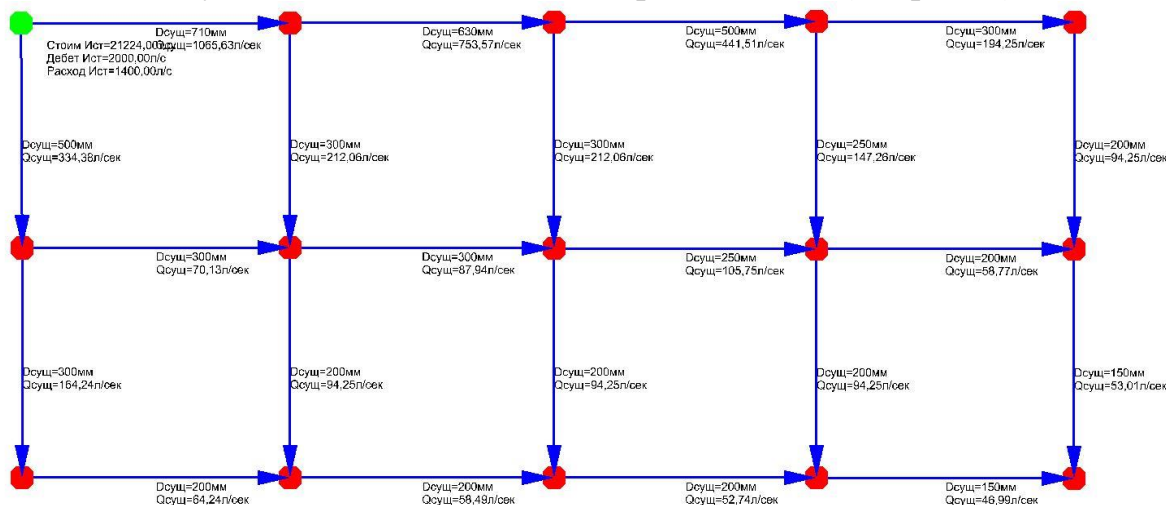 Dсущ=710мм
Qсущ=1065,63л/сек
Стоим Ист=21224,00
Дебет Ист=2000,00л/с
Расход Ист=1400,00л/с
Dсущ=630мм
Qсущ=753,57л/сек
Dсущ=500мм
Qсущ=441,51л/сек
Dсущ=300мм
Qсущ=194,25л/сек
Dсущ=500мм
Qсущ=334,38л/сек
Dсущ=300мм
Qсущ=212,06л/сек
Dсущ=300мм
Qсущ=212,06л/сек
Dсущ=250мм
Qсущ=147,26л/сек
Dсущ=200мм
Qсущ=94,25л/сек
Dсущ=300мм
Qсущ=70,13л/сек
Dсущ=300мм
Qсущ=87,94л/сек
Dсущ=250мм
Qсущ=105,75л/сек
Dсущ=200мм
Qсущ=58,77л/сек
Dсущ=300мм
Qсущ=164,24л/сек
Dсущ=200мм
Qсущ=94,25л/сек
Dсущ=200мм
Qсущ=94,25л/сек
Dсущ=200мм
Qсущ=94,25л/сек
Dсущ=150мм
Qсущ=53,01л/сек
Dсущ=200мм
Qсущ=64,24л/сек
Dсущ=200мм
Qсущ=58,49л/сек
Dсущ=200мм
Qсущ=52,74л/сек
Dсущ=150мм
Qсущ=46,99л/сек